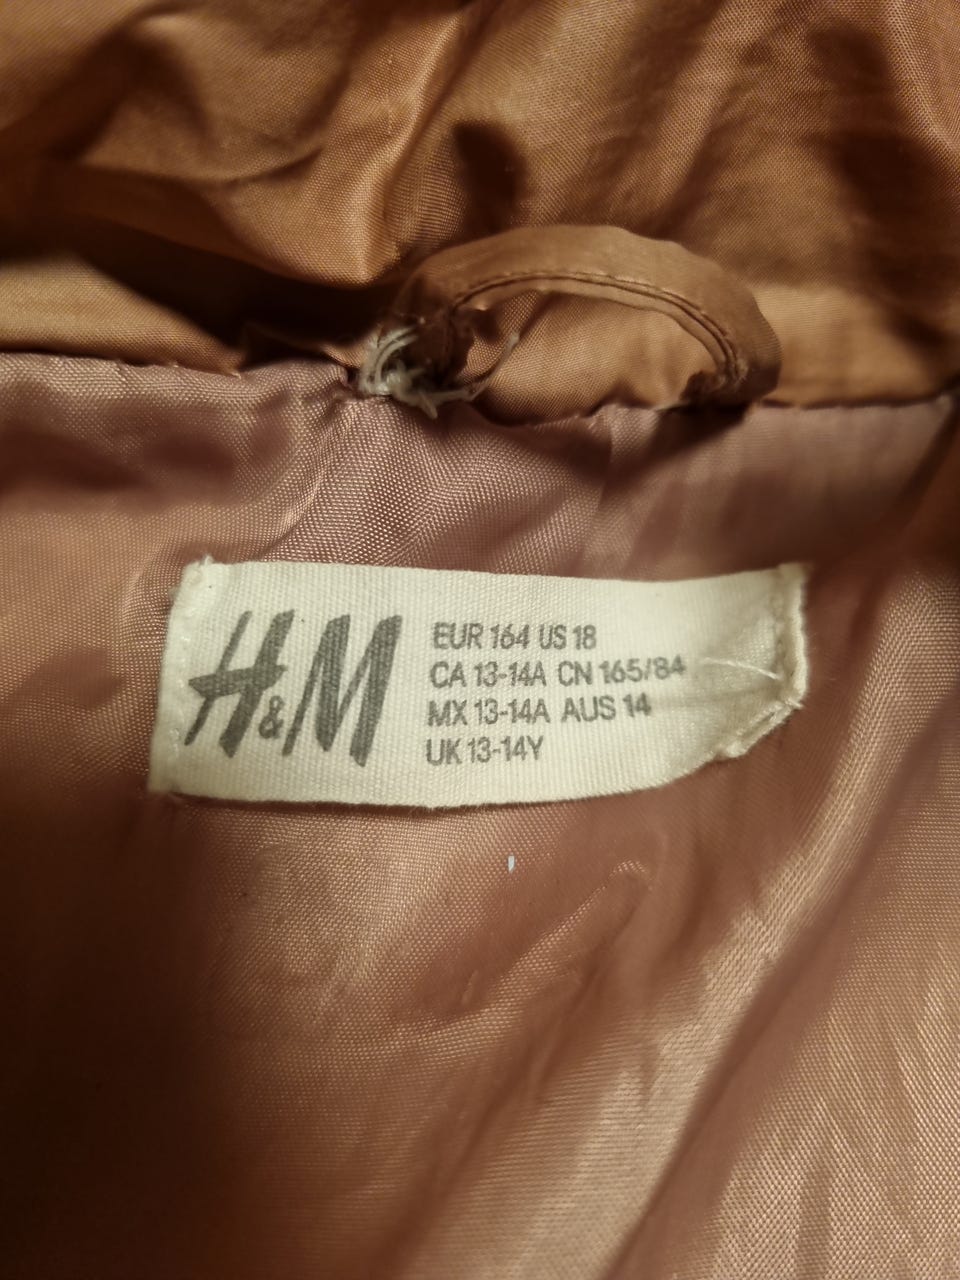 H&M
EUR 164 US 18
CA 13-14A CN 165/84
MX 13-14A AUS 14
UK 13-14Y